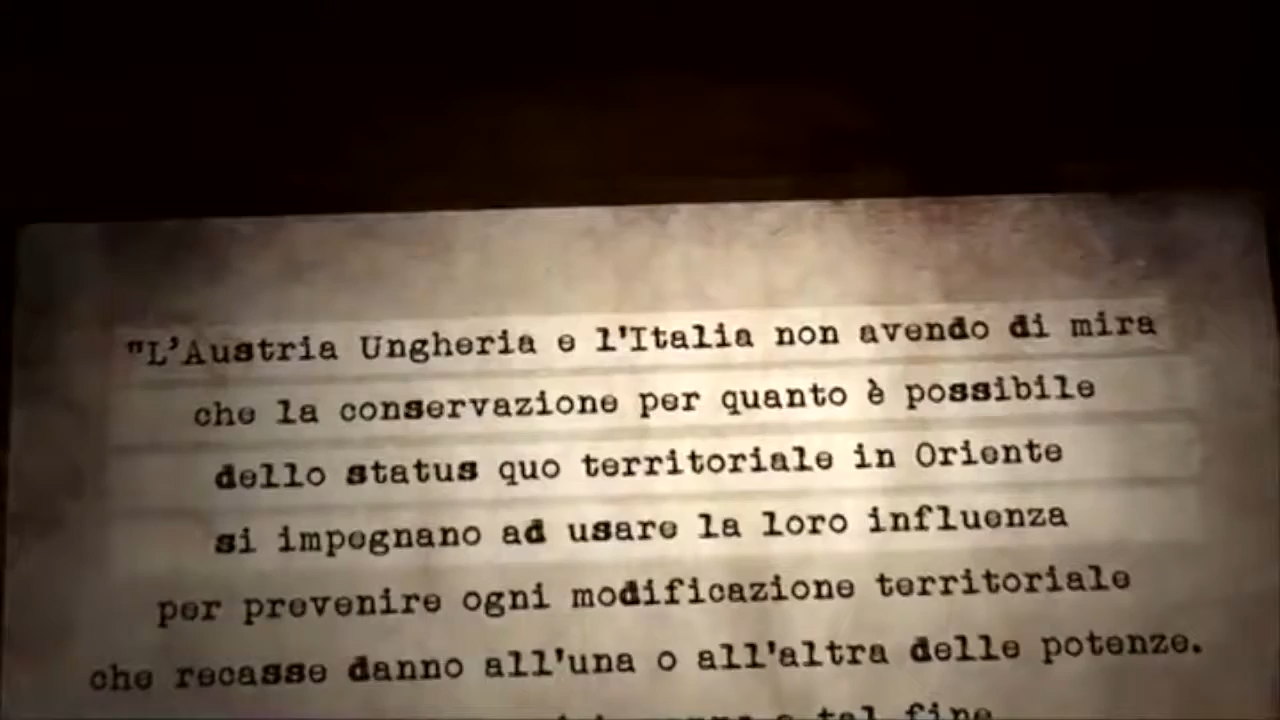 "L'Austria Ungheria e l'Italia non avendo di mira
che la conservazione per quanto è possibile
dello status quo territoriale in Oriente
si impegnano ad usare la loro influenza
per prevenire ogni modificazione territoriale
che recasse danno all'una o all'altra delle potenze.
tal fine